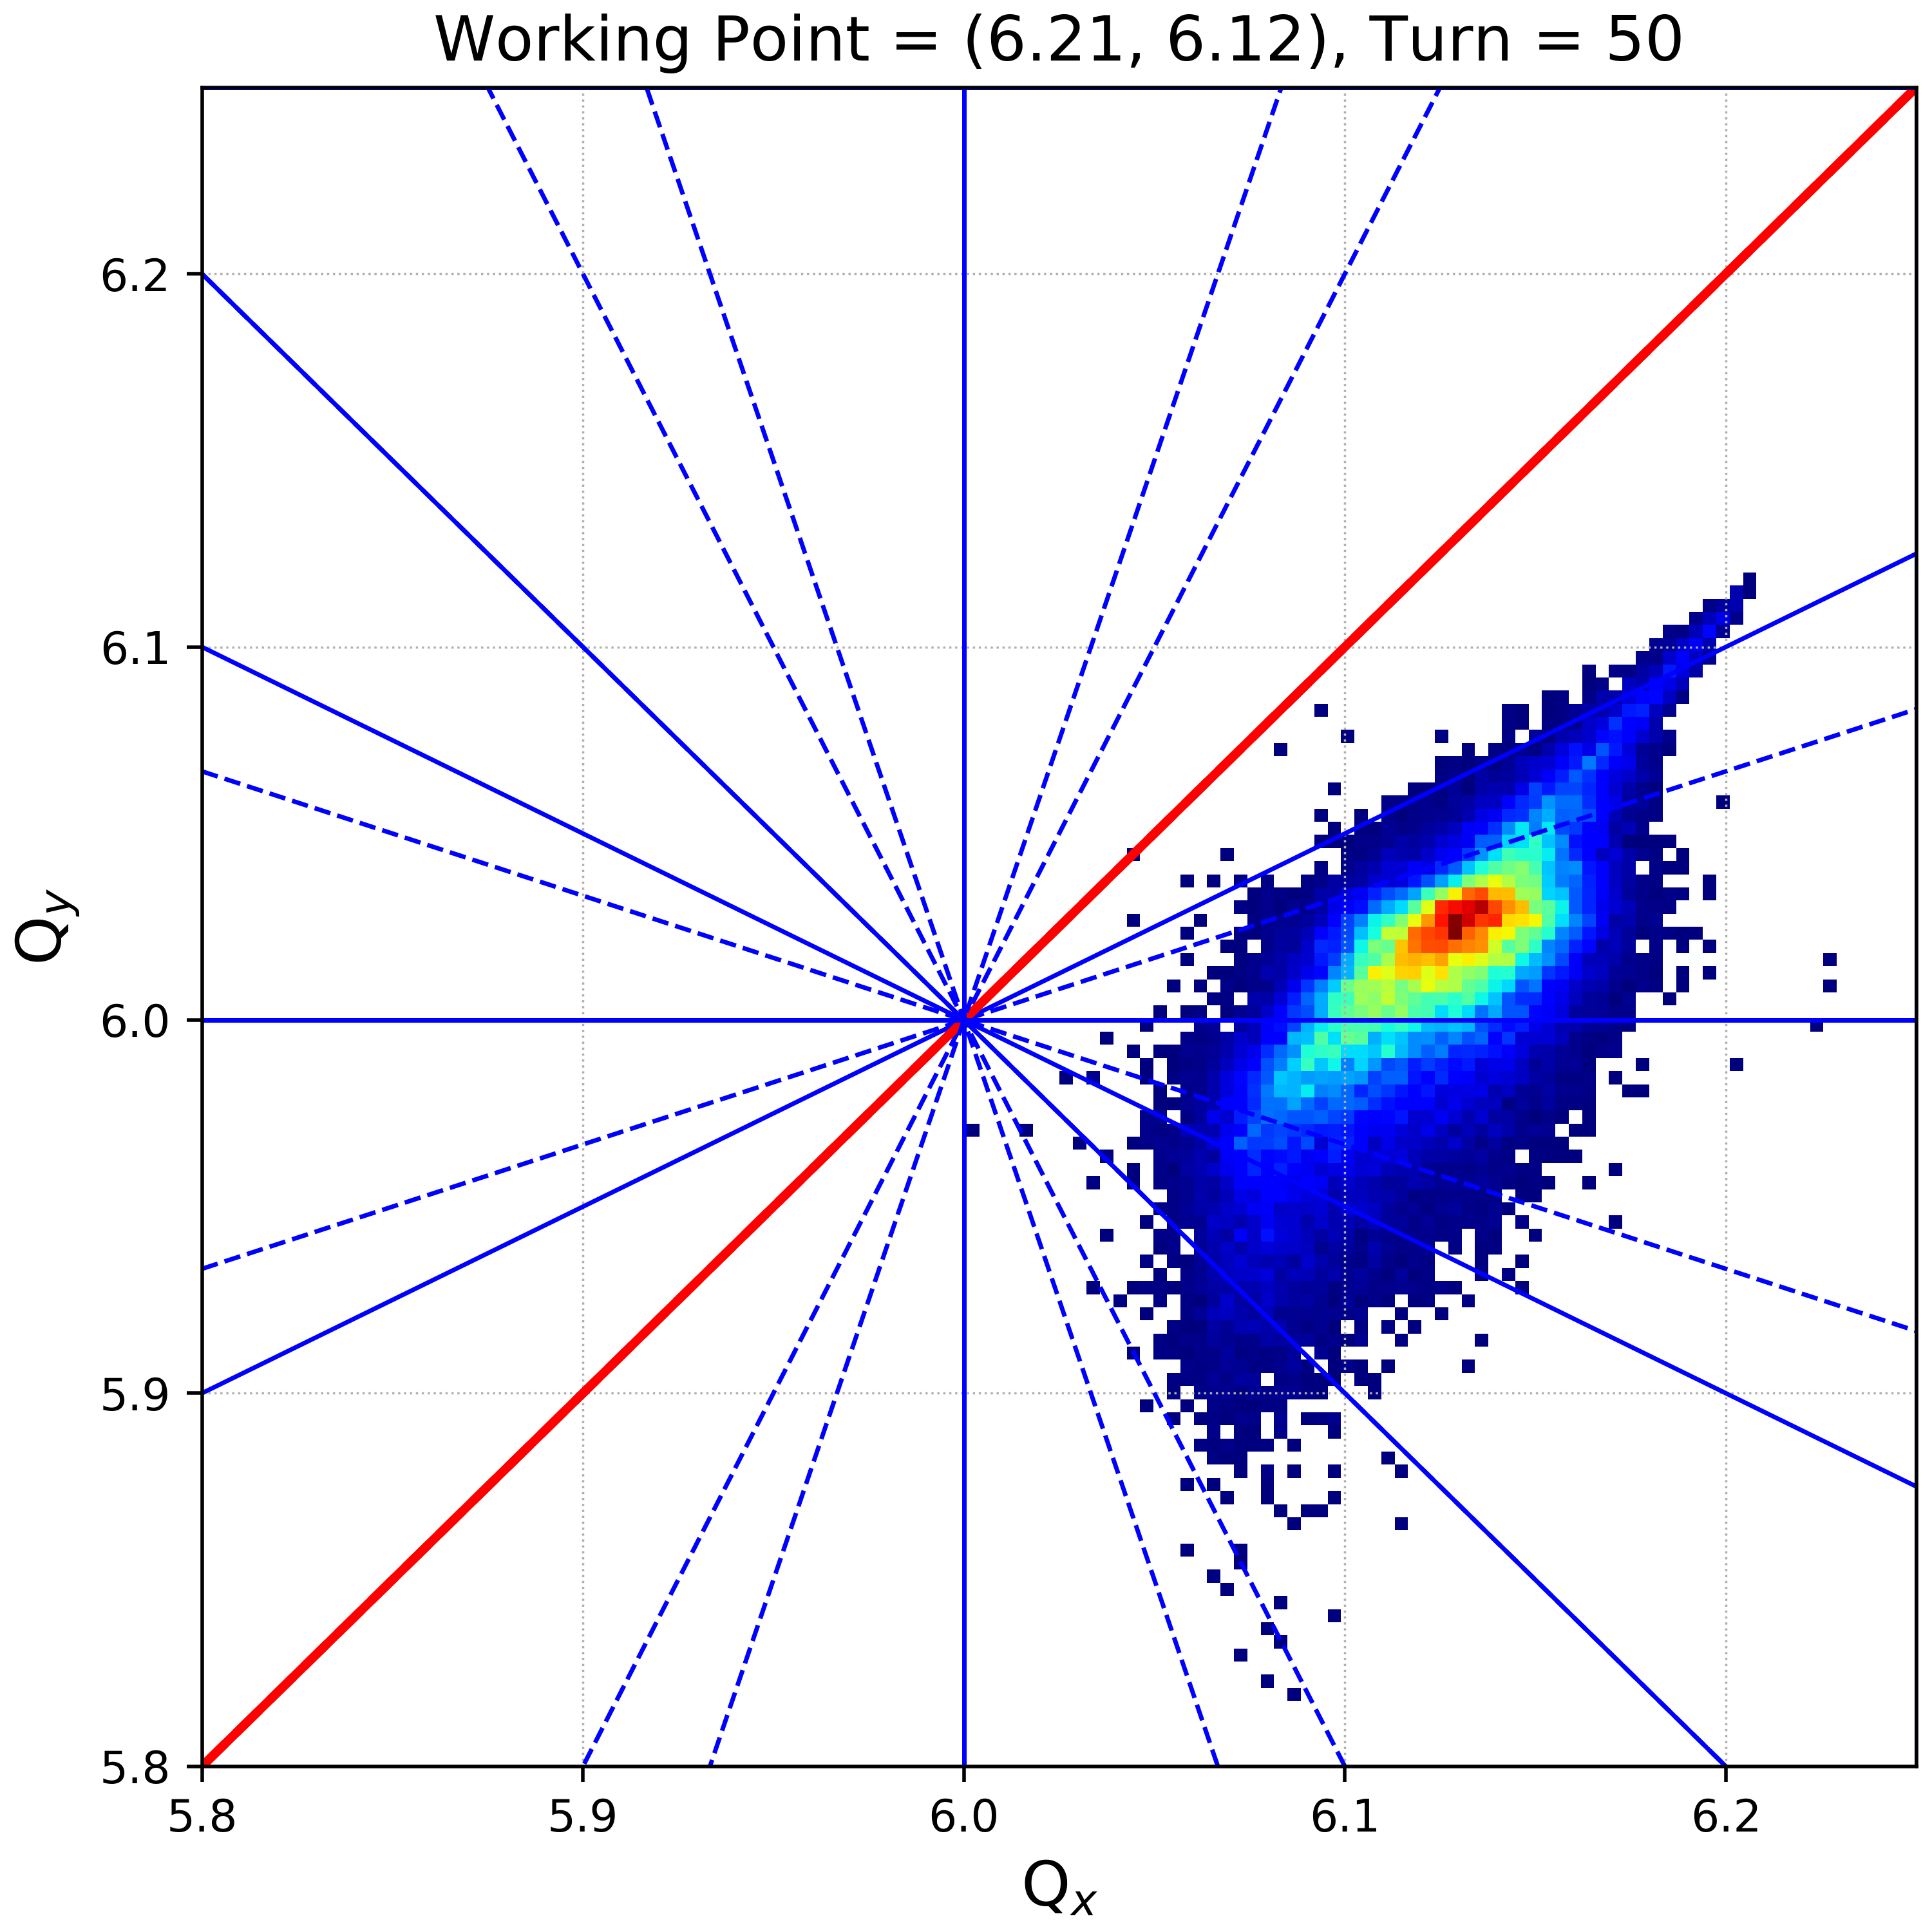 Working Point = (6.21, 6.12), Turn = 50
6.2
6.1
6.0
5.9
5.8
Qy
5.8 5.9 6.0 6.1 6.2
Qx